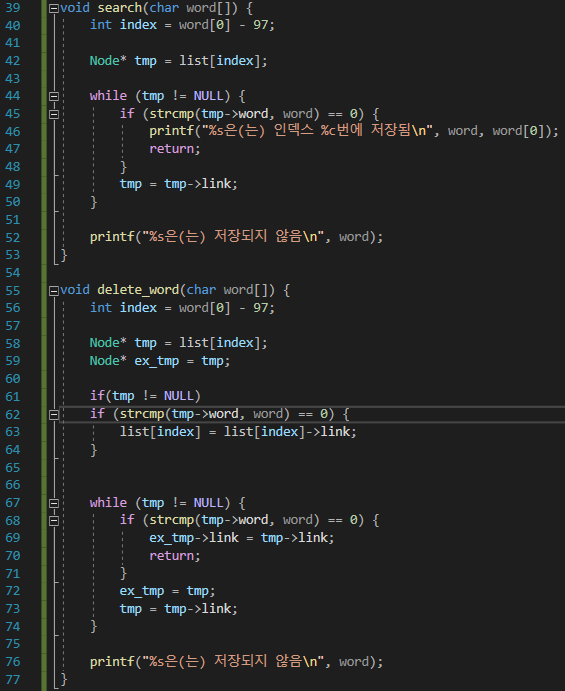 39 void search(char word[]) {
40     int index = word[0] - 97;
41
42     Node* tmp = list[index];
43
44     while (tmp != NULL) {
45         if (strcmp(tmp->word, word) == 0) {
46             printf("%s은(는) 인덱스 %c번에 저장됨\n", word, word[0]);
47             return;
48         }
49         tmp = tmp->link;
50     }
51
52     printf("%s은(는) 저장되지 않음\n", word);
53 }
54
55 void delete_word(char word[]) {
56     int index = word[0] - 97;
57
58     Node* tmp = list[index];
59     Node* ex_tmp = tmp;
60
61     if(tmp != NULL)
62     if (strcmp(tmp->word, word) == 0) {
63         list[index] = list[index]->link;
64     }
65
66
67     while (tmp != NULL) {
68         if (strcmp(tmp->word, word) == 0) {
69             ex_tmp->link = tmp->link;
70             return;
71         }
72         ex_tmp = tmp;
73         tmp = tmp->link;
74     }
75
76     printf("%s은(는) 저장되지 않음\n", word);
77 }